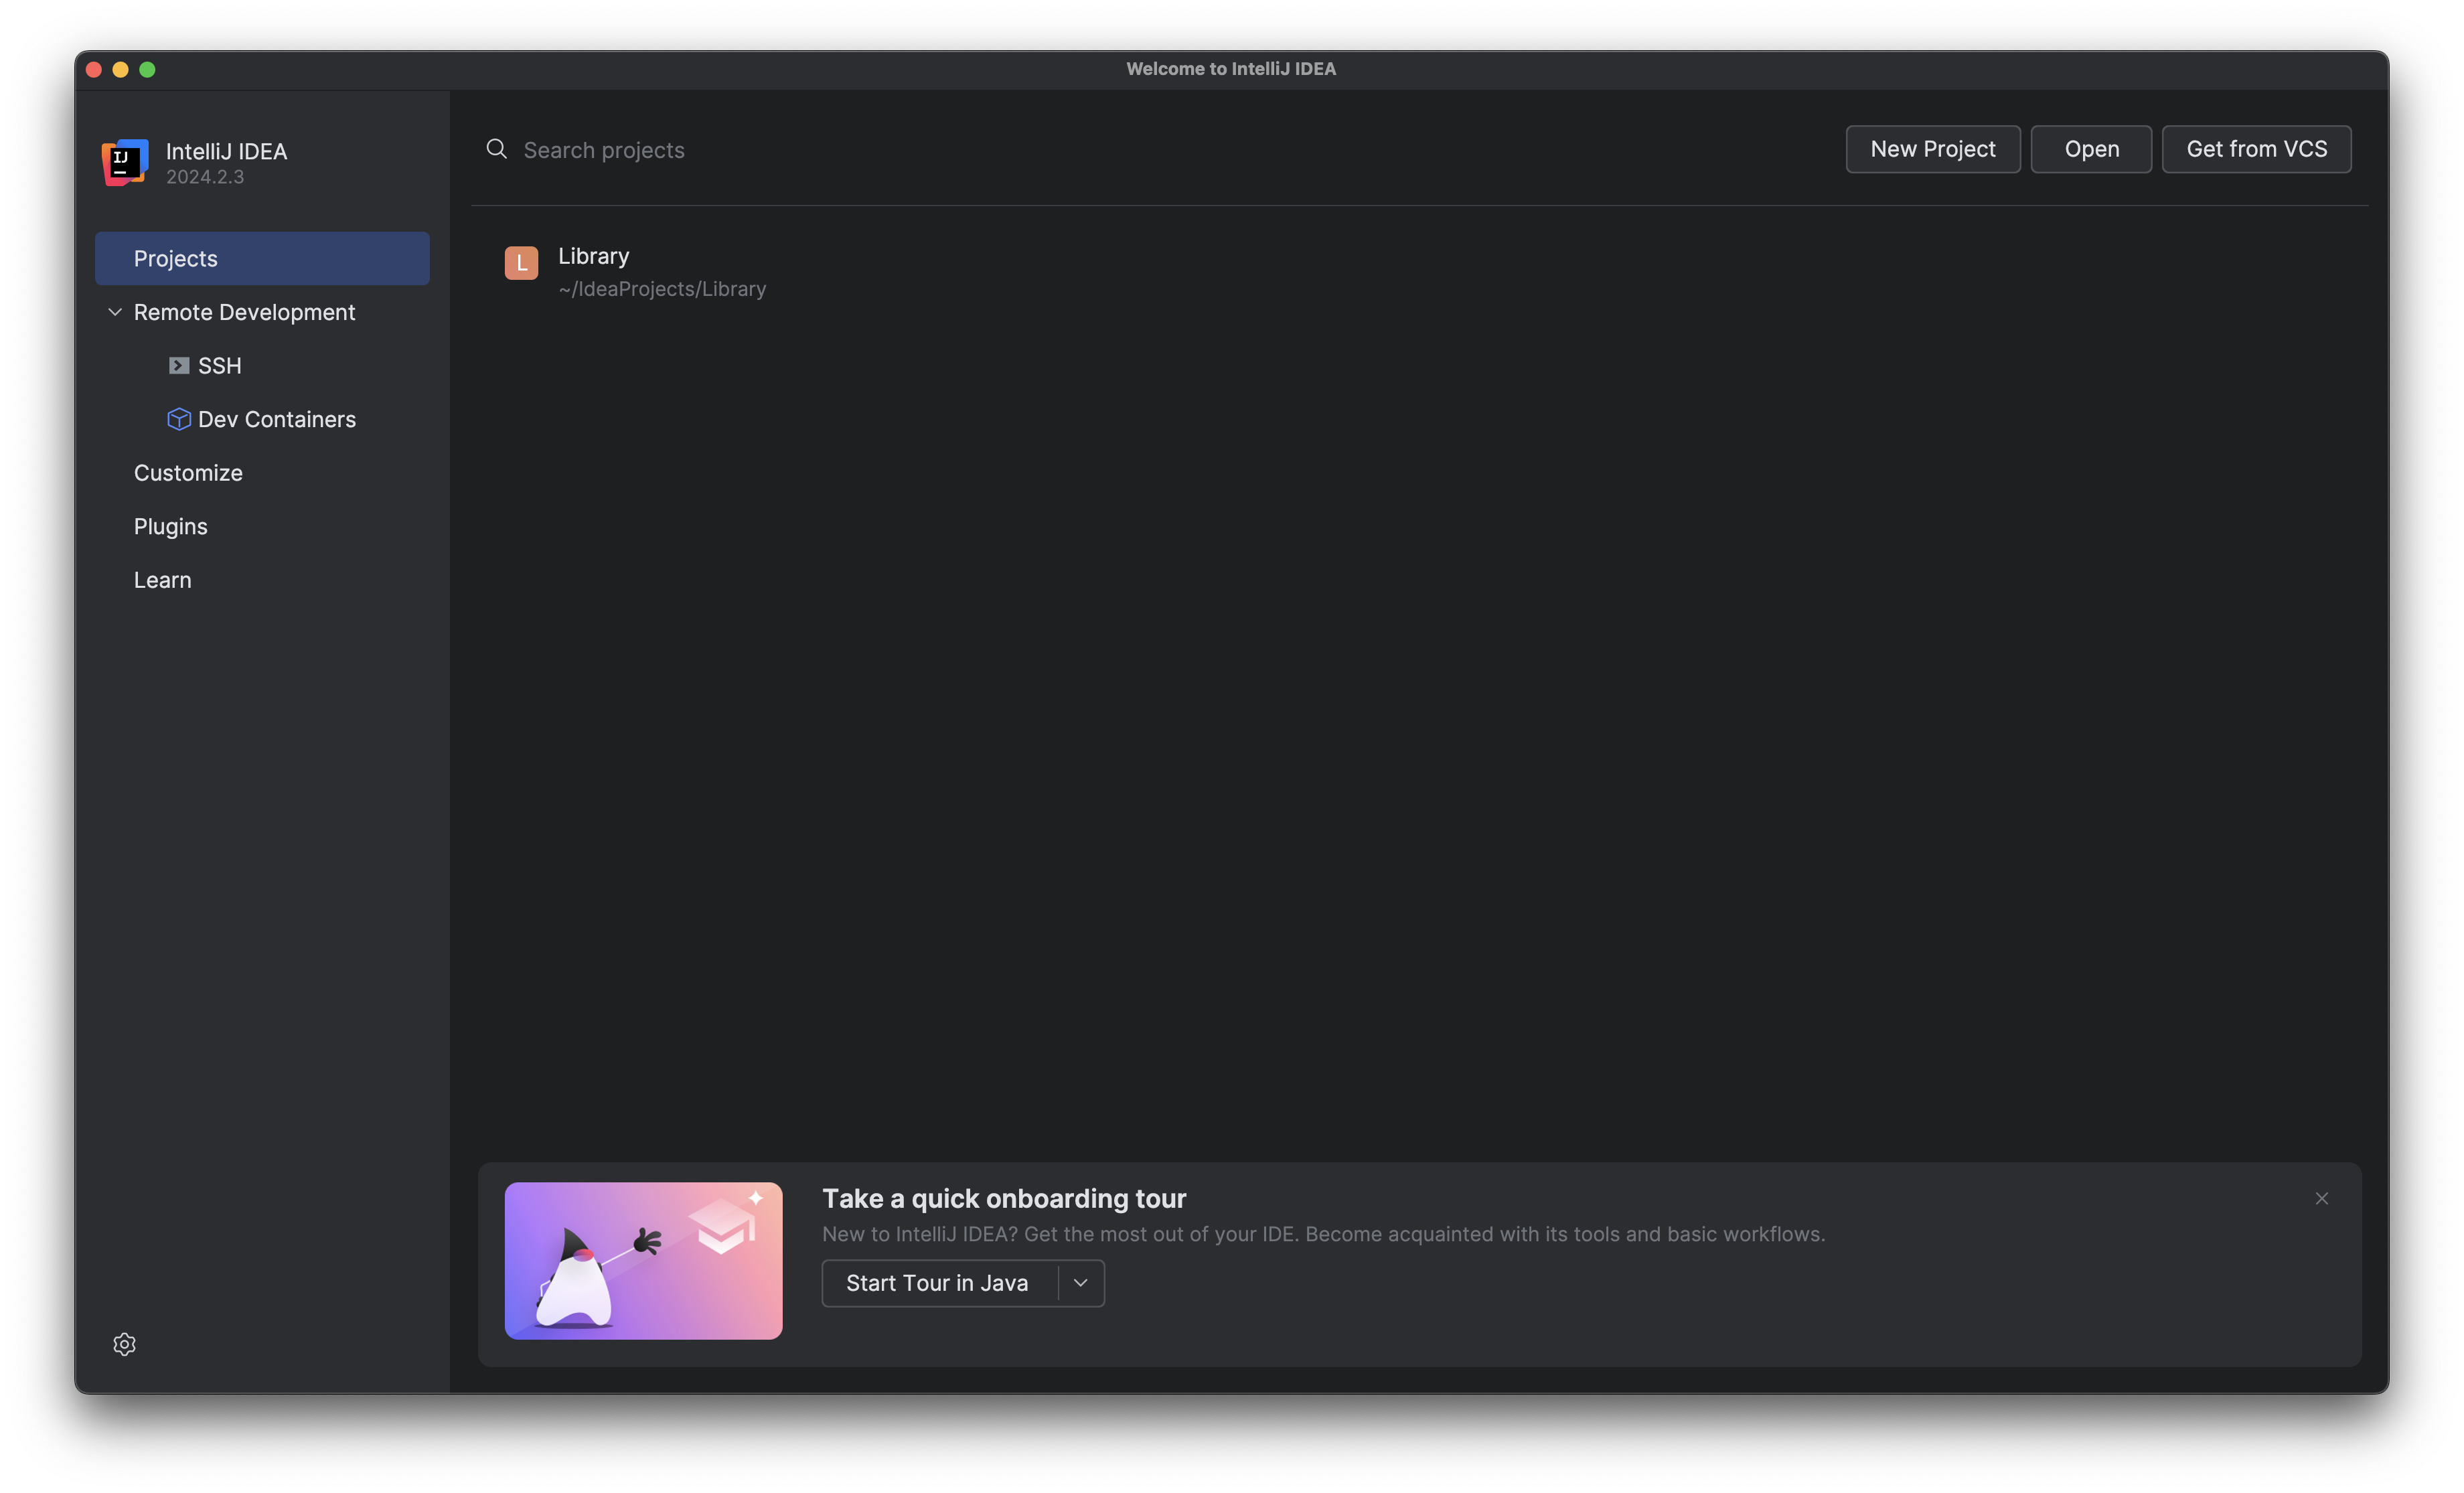 Welcome to IntelliJ IDEA
IJ
IntelliJ IDEA
2024.2.3
Projects
Remote Development
SSH
Dev Containers
Customize
Plugins
Learn
Search projects
New Project
Open
Get from VCS
L
Library
~/IdeaProjects/Library
Take a quick onboarding tour
New to IntelliJ IDEA? Get the most out of your IDE. Become acquainted with its tools and basic workflows.
Start Tour in Java